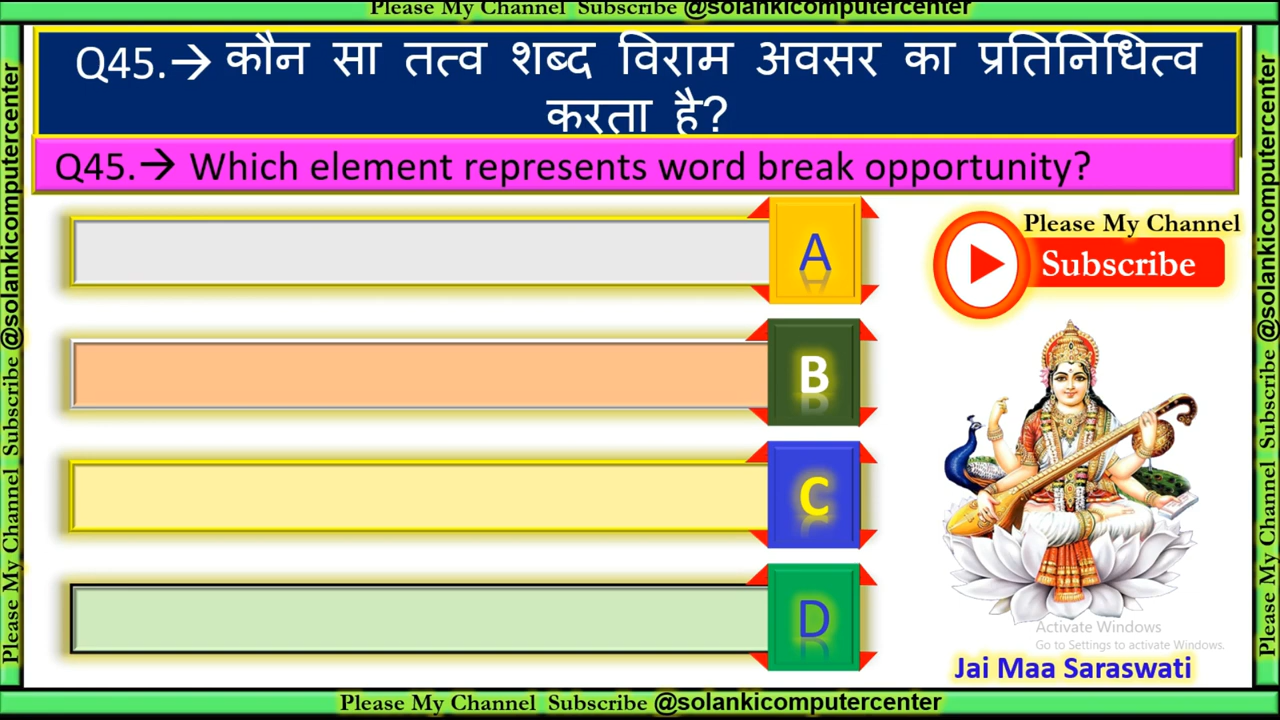 Please My Channel Subscribe @solankicomputercenter
Q45.→ कौन सा तत्व शब्द विराम अवसर का प्रतिनिधित्व
करता है?
Q45.→ Which element represents word break opportunity?
A
B
C
D
Please My Channel
Subscribe
Activate Windows
Go to Settings to activate Windows.
Jai Maa Saraswati
Please My Channel Subscribe @solankicomputercenter
Please My Channel Subscribe @solankicomputercenter
Please My Channel Subscribe @solankicomputercenter